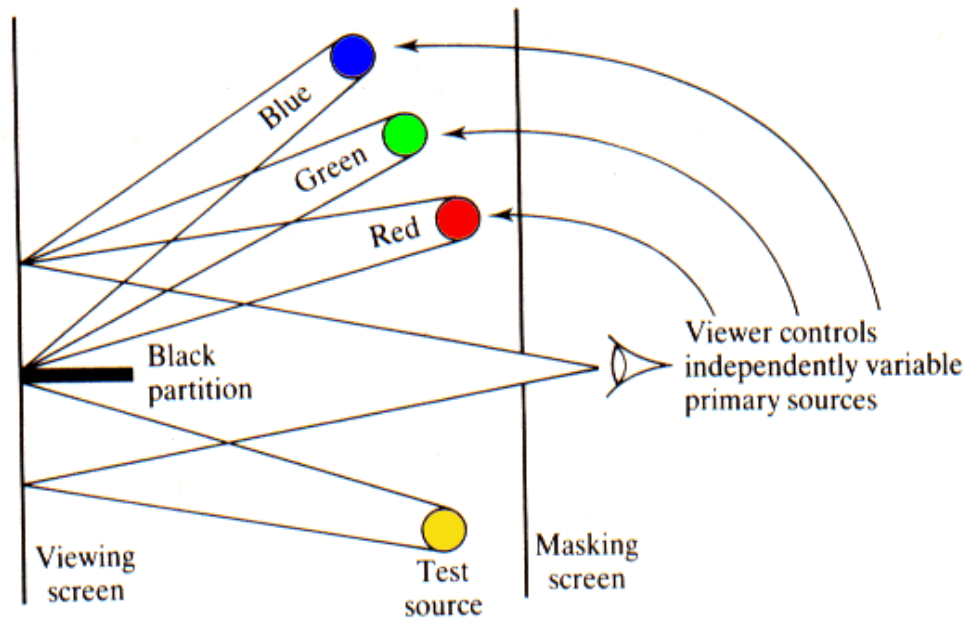 Blue
Green
Red
Black
partition
Viewer controls
independently variable
primary sources
Viewing
screen
Test
source
Masking
screen